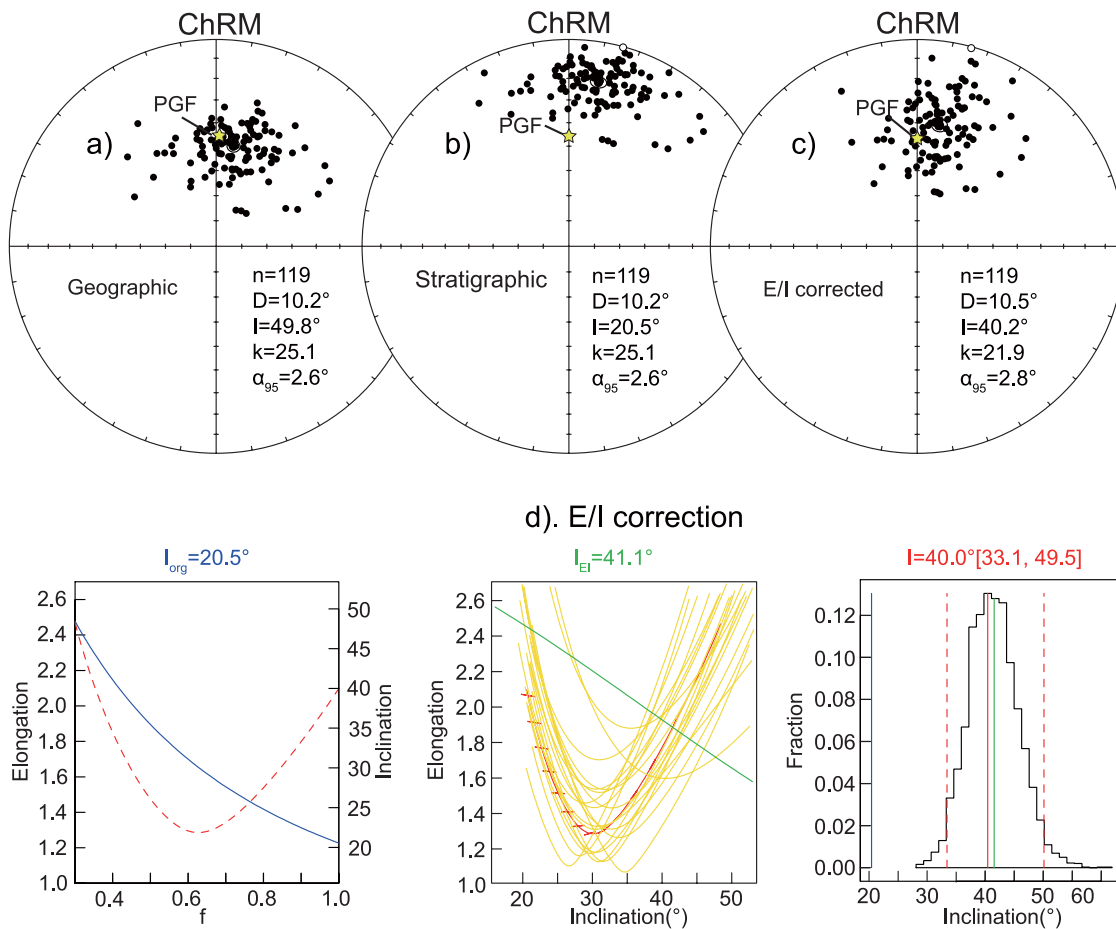 ChRM
PGF
a)
Geographic
n=119
D=10.2°
I=49.8°
k=25.1
α95=2.6°
ChRM
PGF
b)
Stratigraphic
n=119
D=10.2°
I=20.5°
k=25.1
α95=2.6°
ChRM
PGF
c)
E/I corrected
n=119
D=10.5°
I=40.2°
k=21.9
α95=2.8°
d). E/I correction
Iorg=20.5°
Elongation
2.6
2.4
2.2
2.0
1.8
1.6
1.4
1.2
1.0
0.4
0.6
0.8
1.0
f
50
45
40
35
30
25
20
Inclination
IEI=41.1°
Elongation
2.6
2.4
2.2
2.0
1.8
1.6
1.4
1.2
1.0
20
30
40
50
Inclination(°)
I=40.0°[33.1, 49.5]
Fraction
0.12
0.10
0.08
0.06
0.04
0.02
0.00
20
30
40
50
60
Inclination(°)